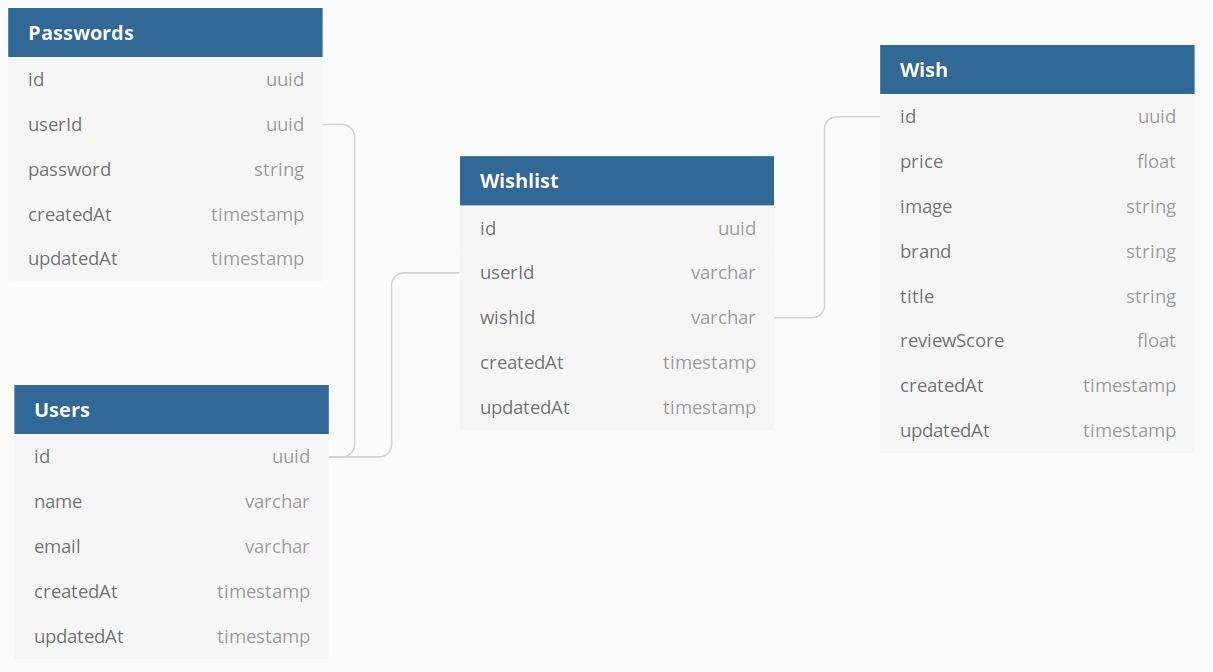 Passwords
id uuid
userId uuid
password string
createdAt timestamp
updatedAt timestamp
Users
id uuid
name varchar
email varchar
createdAt timestamp
updatedAt timestamp
Wishlist
id uuid
userId varchar
wishId varchar
createdAt timestamp
updatedAt timestamp
Wish
id uuid
price float
image string
brand string
title string
reviewScore float
createdAt timestamp
updatedAt timestamp